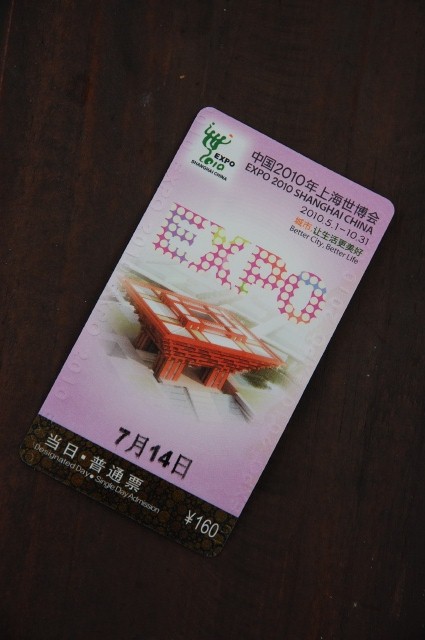 EXPO
2010
SHANGHAI CHINA
中国2010年上海世博会
EXPO 2010 SHANGHAI CHINA
2010.5.1-10.31
城市,让生活更美好
Better City, Better Life
EXPO
7月14日
当日●普通票
Designated Day ● Single Day Admission
¥160